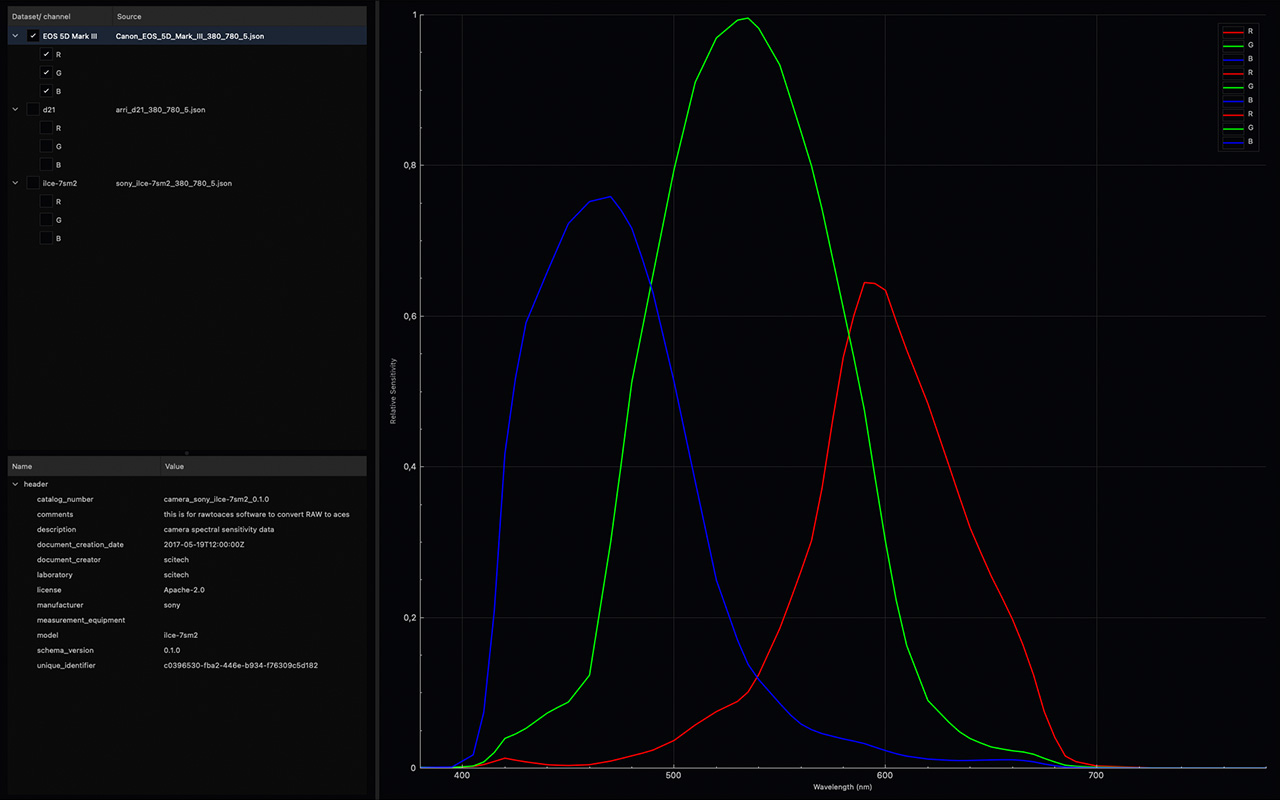 Dataset/ channel Source
EOS 5D Mark III Canon_EOS_5D_Mark_III_380_780_5.json
R
G
B
d21 arri_d21_380_780_5.json
R
G
B
ilce-7sm2 sony_ilce-7sm2_380_780_5.json
R
G
B
Name Value
header
catalog_number camera_sony_ilce-7sm2_0.1.0
comments this is for rawtoaces software to convert RAW to aces
description camera spectral sensitivity data
document_creation_date 2017-05-19T12:00:00Z
document_creator scitech
laboratory scitech
license Apache-2.0
manufacturer sony
measurement_equipment
model ilce-7sm2
schema_version 0.1.0
unique_identifier c0396530-fba2-446e-b934-f76309c5d182
1
0,8
0,6
0,4
0,2
0
Relative Sensitivity
400 500 600 700
Wavelength (nm)
R
G
B
R
G
B
R
G
B